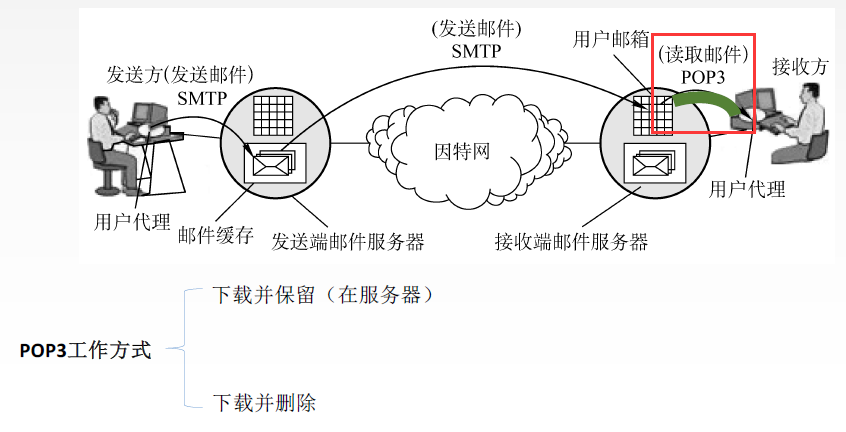 (发送邮件)
SMTP
用户邮箱
(读取邮件)
POP3
接收方
发送方(发送邮件)
SMTP
因特网
用户代理
用户代理
邮件缓存
发送端邮件服务器
接收端邮件服务器
下载并保留（在服务器）
POP3工作方式
下载并删除